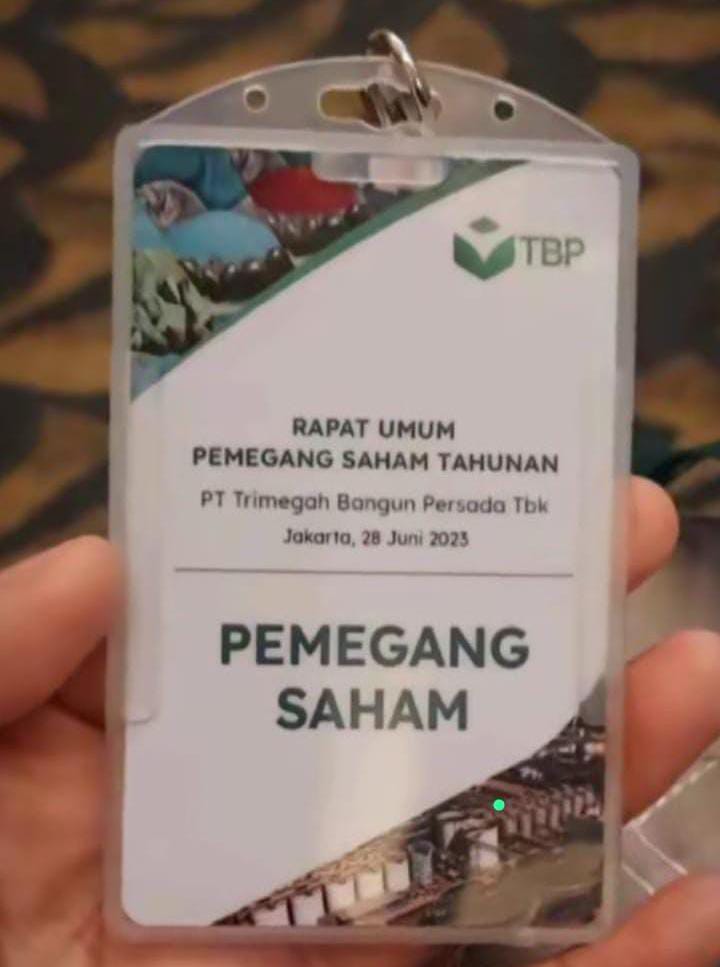 TBP
RAPAT UMUM
PEMEGANG SAHAM TAHUNAN
PT Trimegah Bangun Persada Tbk
Jakarta, 28 Juni 2023
PEMEGANG
SAHAM